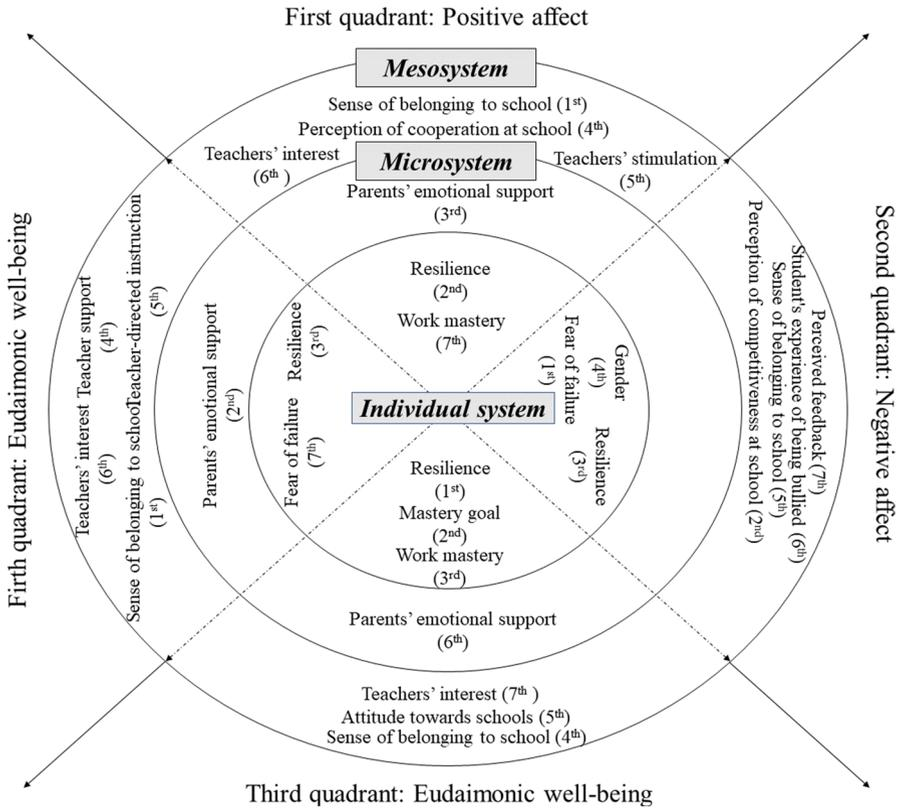 First quadrant: Positive affect
Mesosystem
Sense of belonging to school (1st)
Perception of cooperation at school (4th)
Teachers' interest
(6th )
Teachers' stimulation
(5th)
Microsystem
Parents' emotional support
(3rd)
Resilience
(2nd)
Work mastery
(7th)
Individual system
Resilience
(1st)
Mastery goal
(2nd)
Work mastery
(3rd)
Parents' emotional support
(6th)
Teachers' interest (7th )
Attitude towards schools (5th)
Sense of belonging to school (4th)
Third quadrant: Eudaimonic well-being
Second quadrant: Negative affect
Perceived feedback (7th)
Student's experience of being bullied (6th)
Sense of belonging to school (5th)
Perception of competitiveness at school (2nd)
Gender
(4th)
Fear of failure
(1st)
Resilience
(3rd)
Firth quadrant: Eudaimonic well-being
Teachers' interest Teacher support
(6th) (4th)
Sense of belonging to schoolTeacher-directed instruction
(1st) (5th)
Parents' emotional support
(2nd)
Fear of failure Resilience
(7th) (3rd)